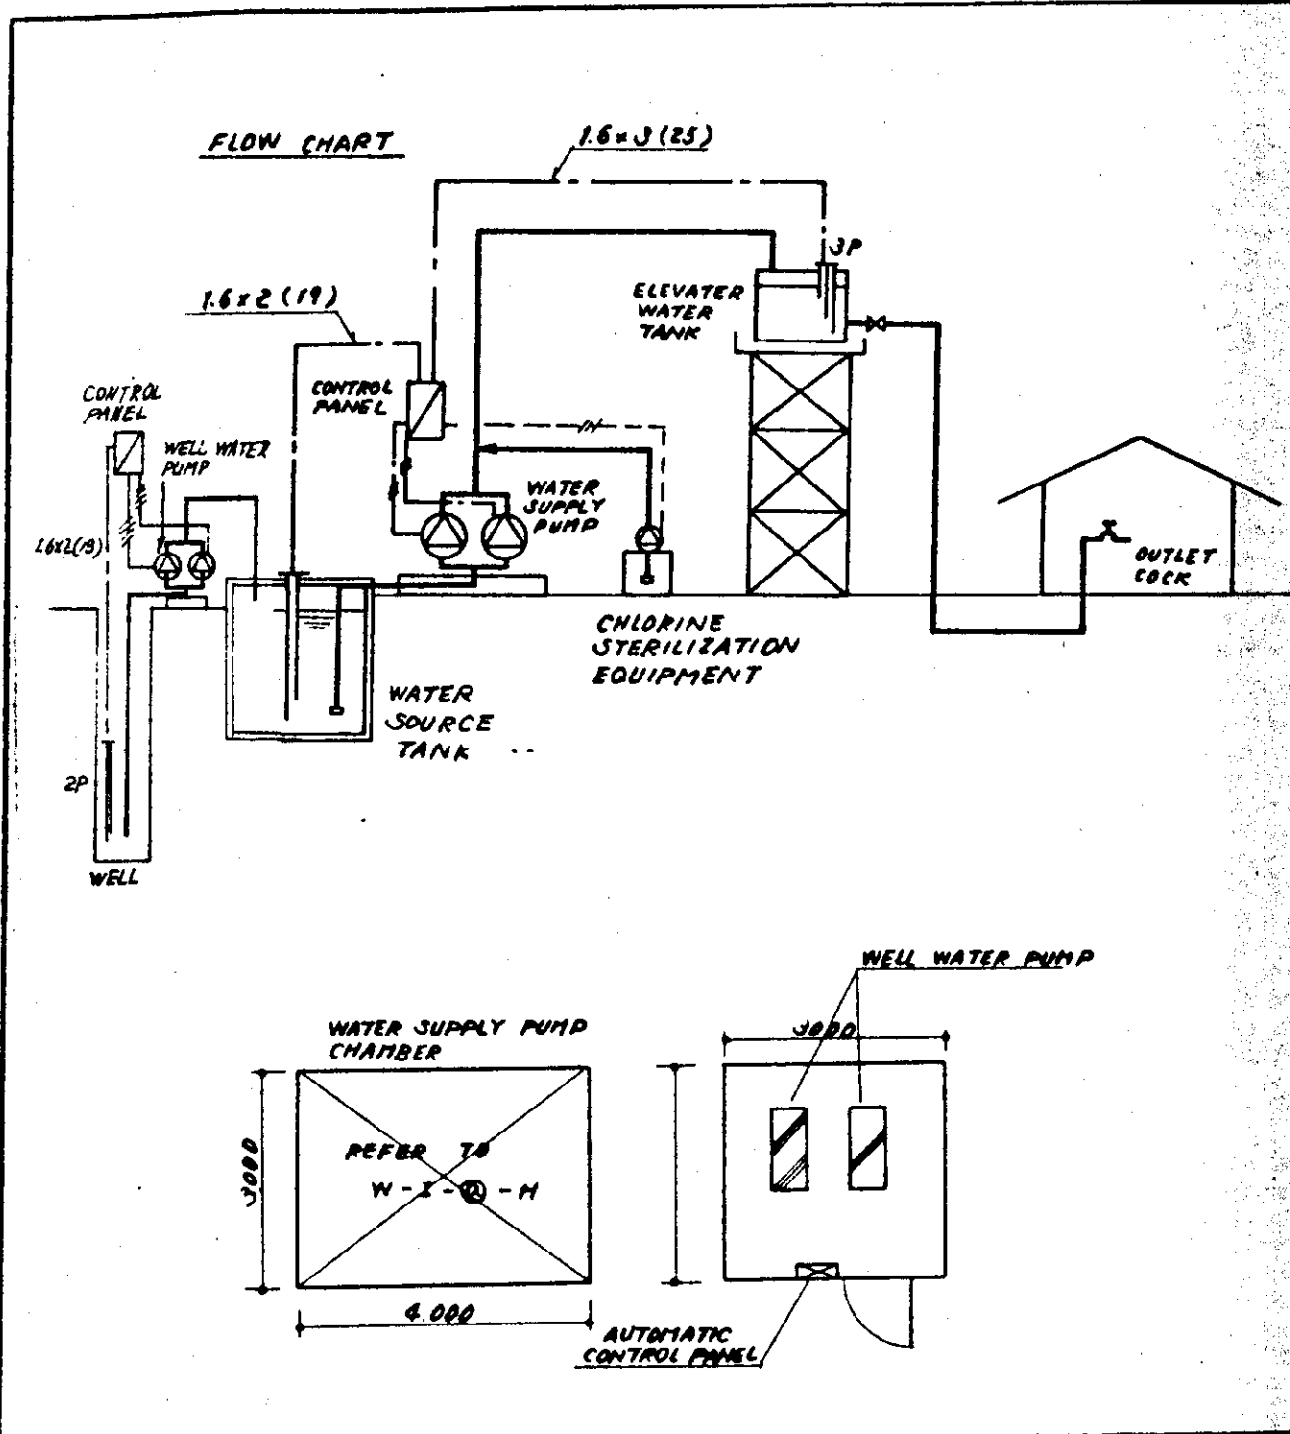 FLOW CHART
1.6×3(25)
3P
ELEVATER
WATER
TANK
1.6×2(19)
CONTROL
PANEL
CONTROL
PANEL
WELL WATER
PUMP
WATER
SUPPLY
PUMP
1.6×2(19)
OUTLET
COCK
CHLORINE
STERILIZATION
EQUIPMENT
WATER
SOURCE
TANK
2P
WELL
WELL WATER PUMP
WATER SUPPLY PUMP
CHAMBER
3000
3000
REFER TO
W-I- -M
4.000
AUTOMATIC
CONTROL PANEL